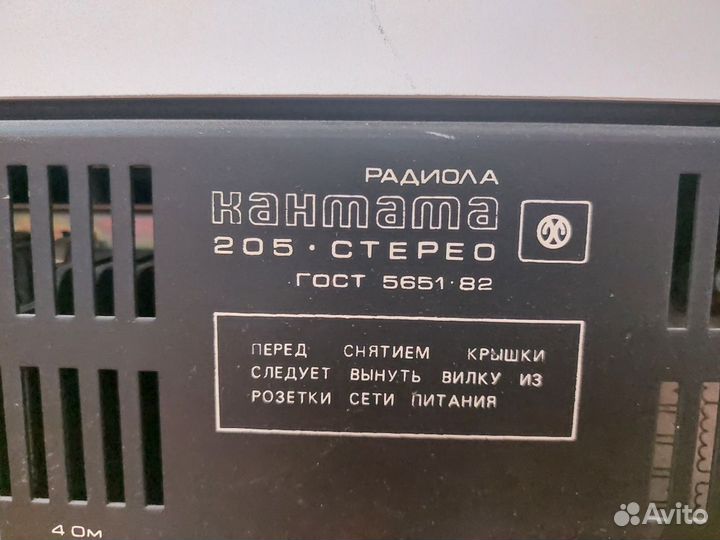 РАДИОЛА
кантата
205 · СТЕРЕО
ГОСТ 5651·82
ПЕРЕД СНЯТИЕМ КРЫШКИ
СЛЕДУЕТ ВЫНУТЬ ВИЛКУ ИЗ
РОЗЕТКИ СЕТИ ПИТАНИЯ
4 Ом
Avito